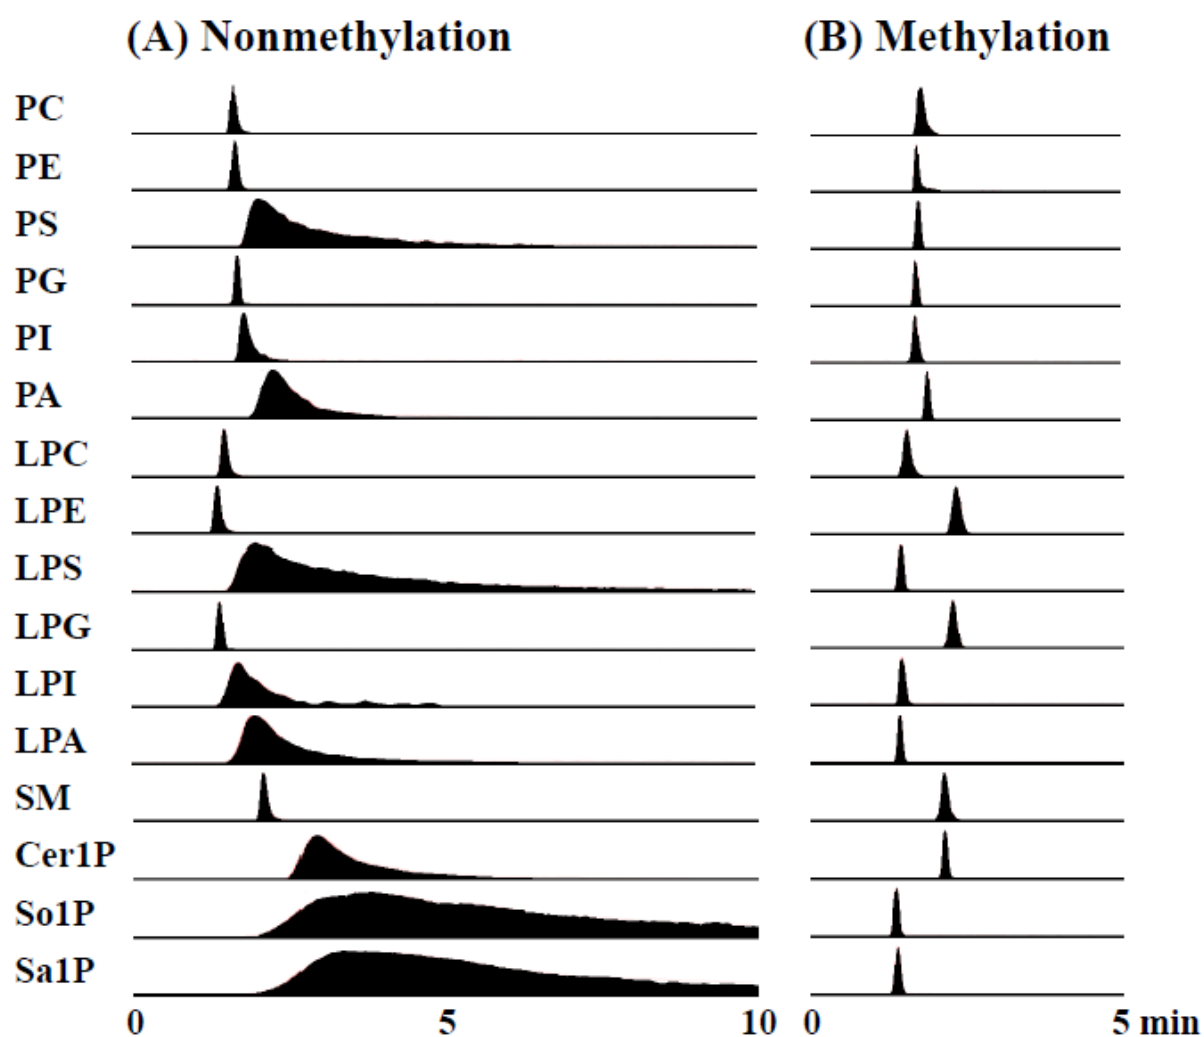 (A) Nonmethylation (B) Methylation
PC
PE
PS
PG
PI
PA
LPC
LPE
LPS
LPG
LPI
LPA
SM
Cer1P
So1P
Sa1P
0 5 10 0 5 min